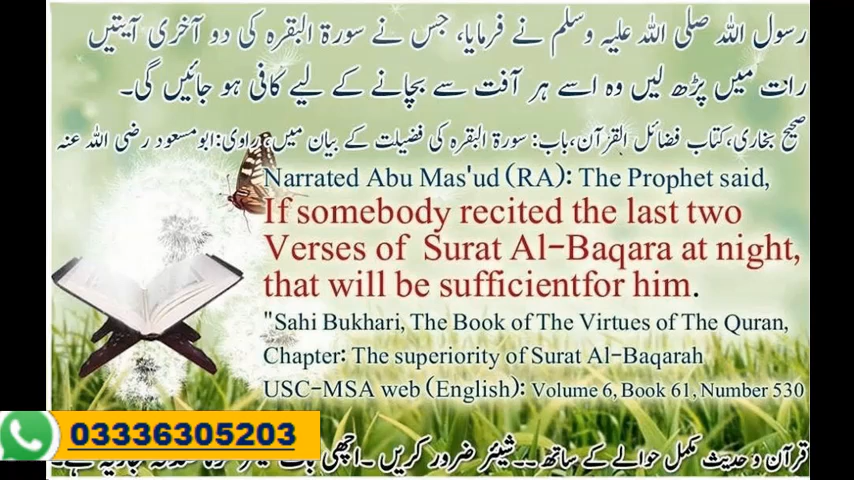 رسول اللہ صلی اللہ علیہ وسلم نے فرمایا، جس نے سورۃ البقرہ کی دو آخری آیتیں
رات میں پڑھ لیں وہ اسے ہر آفت سے بچانے کے لیے کافی ہو جائیں گی۔
صحیح بخاری،کتاب فضائل القرآن،باب: سورۃ البقرہ کی فضیلت کے بیان میں، راوی:ابومسعود رضی اللہ عنہ
Narrated Abu Mas'ud (RA): The Prophet said,
If somebody recited the last two
Verses of Surat Al-Baqara at night,
that will be sufficientfor him.
"Sahi Bukhari, The Book of The Virtues of The Quran,
Chapter: The superiority of Surat Al-Baqarah
USC-MSA web (English): Volume 6, Book 61, Number 530
03336305203
قرآن و حدیث مکمل حوالے کے ساتھ ۔۔ شیئر ضرور کریں ۔اچھی بات